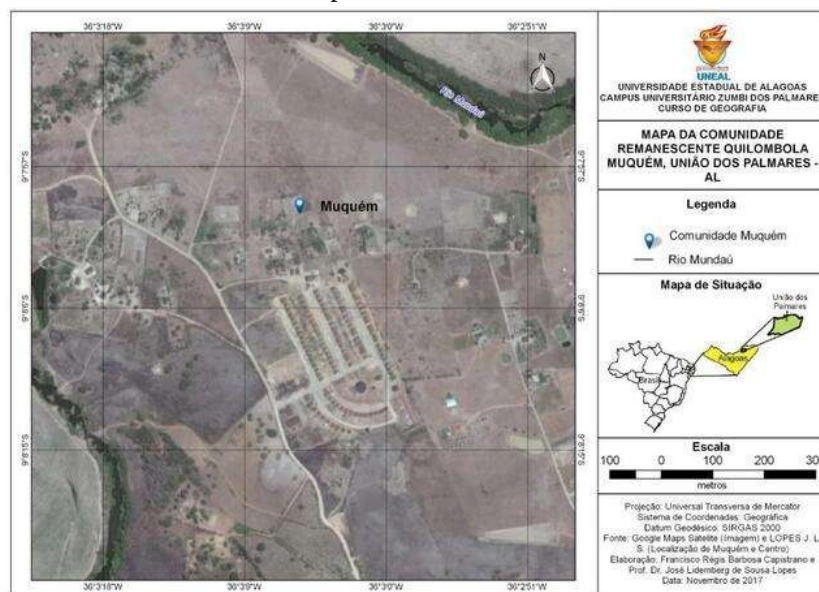 36°3'18"W
36°3'9"W
36°3'0"W
36°2'51"W
N
Rio Mundaú
9°7'57"S
9°7'57"S
Muquém
9°8'6"S
9°8'6"S
9°8'15"S
9°8'15"S
36°3'18"W
36°3'9"W
36°3'0"W
36°2'51"W
UNEAL
UNIVERSIDADE ESTADUAL DE ALAGOAS
CAMPUS UNIVERSITÁRIO ZUMBI DOS PALMARE
CURSO DE GEOGRAFIA
MAPA DA COMUNIDADE
REMANESCENTE QUILOMBOLA
MUQUÉM, UNIÃO DOS PALMARES -
AL
Legenda
Comunidade Muquém
Rio Mundaú
Mapa de Situação
União dos
Palmares
Alagoas
Brasil
Escala
100 0 100 200 30
metros
Projeção: Universal Transversa de Mercator
Sistema de Coordenadas: Geográfica
Datum Geodésico: SIRGAS 2000
Fonte: Google Maps Satelite (Imagem) e LOPES J. L
S. (Localização de Muquém e Centro)
Elaboração: Francisco Régis Barbosa Capistrano e
Prof. Dr. José Lidemberg de Sousa Lopes
Data: Novembro de 2017